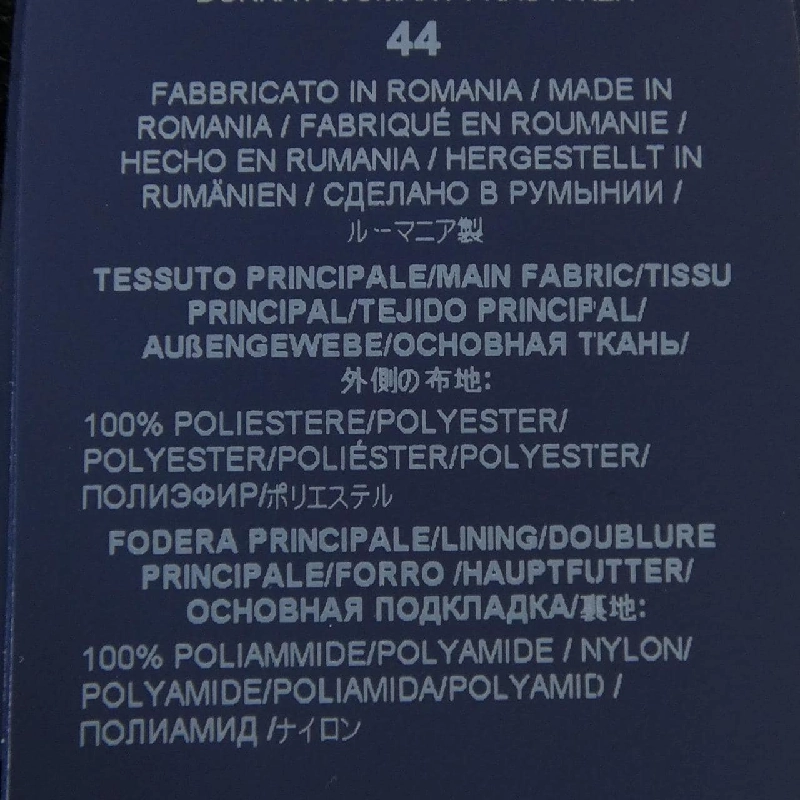 44
FABBRICATO IN ROMANIA / MADE IN
ROMANIA / FABRIQUÉ EN ROUMANIE /
HECHO EN RUMANIA / HERGESTELLT IN
RUMÄNIEN / СДЕЛАНО В РУМЫНИИ /
ルーマニア製
TESSUTO PRINCIPALE/MAIN FABRIC/TISSU
PRINCIPAL/TEJIDO PRINCIPAL/
AUßENGEWEBE/ОСНОВНАЯ ТКАНЬ/
外側の布地:
100% POLIESTERE/POLYESTER/
POLYESTER/POLIÉSTER/POLYESTER/
ПОЛИЭФИР/ポリエステル
FODERA PRINCIPALE/LINING/DOUBLURE
PRINCIPALE/FORRO /HAUPTFUTTER/
ОСНОВНАЯ ПОДКЛАДКА/裏地:
100% POLIAMMIDE/POLYAMIDE / NYLON/
POLYAMIDE/POLIAMIDA/POLYAMID /
ПОЛИАМИД /ナイロン